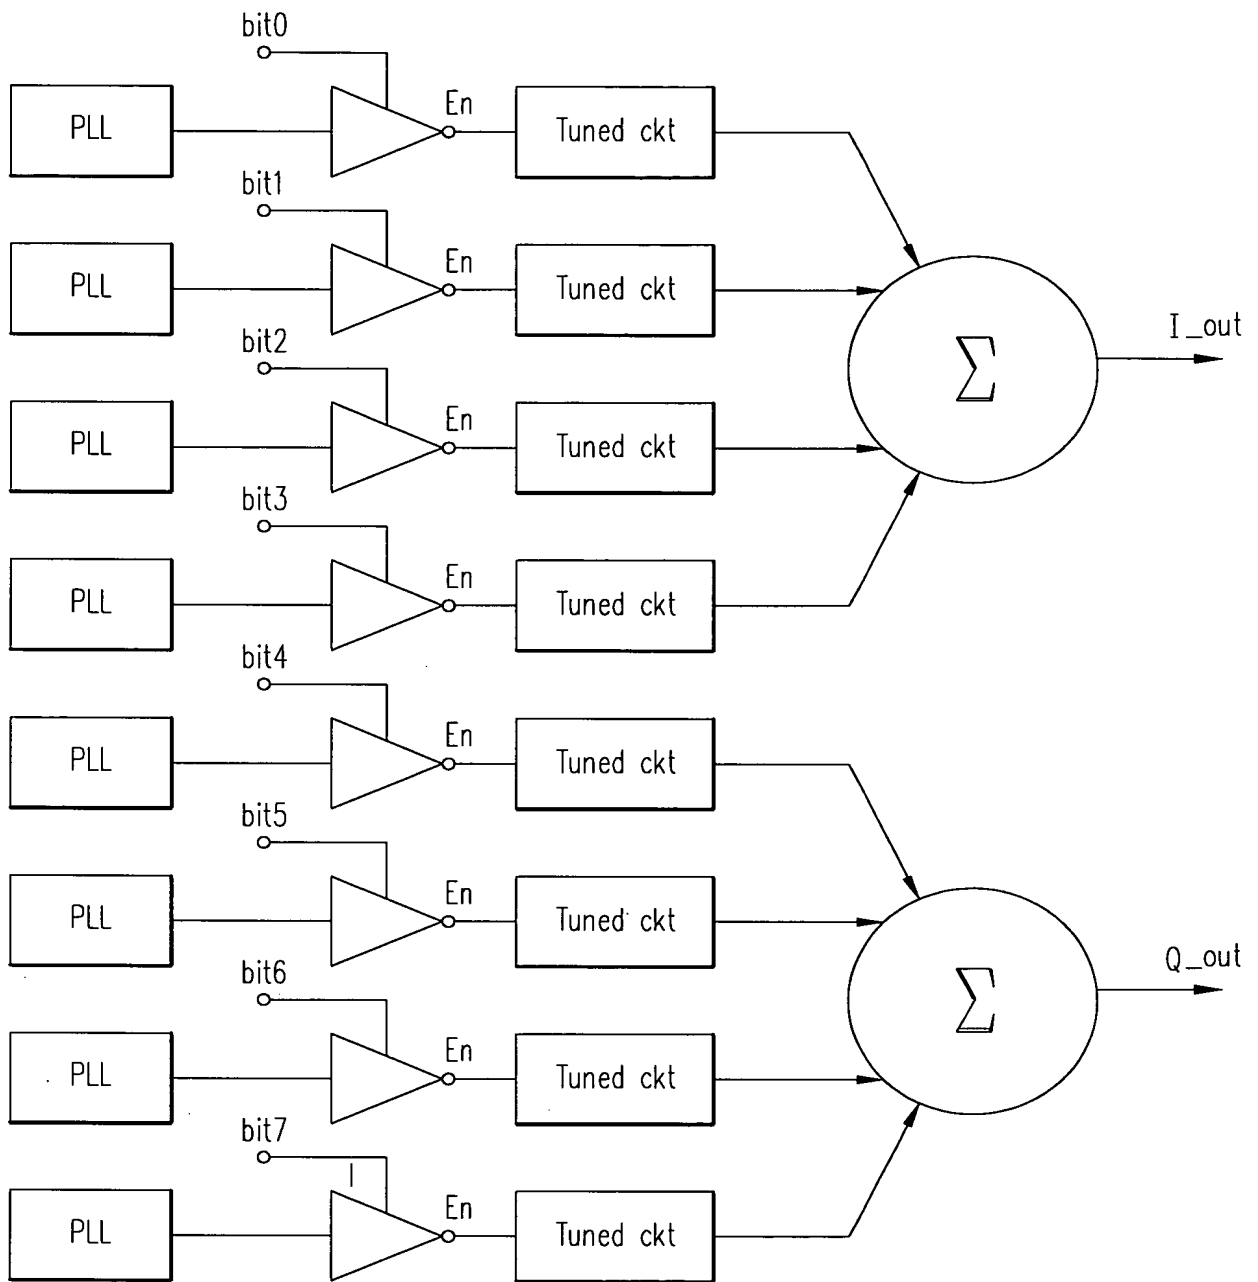 bit0
PLL
En
Tuned ckt
bit1
PLL
En
Tuned ckt
Σ
I_out
bit2
PLL
En
Tuned ckt
bit3
PLL
En
Tuned ckt
bit4
PLL
En
Tuned ckt
bit5
PLL
En
Tuned ckt
Σ
Q_out
bit6
PLL
En
Tuned ckt
bit7
PLL
En
Tuned ckt